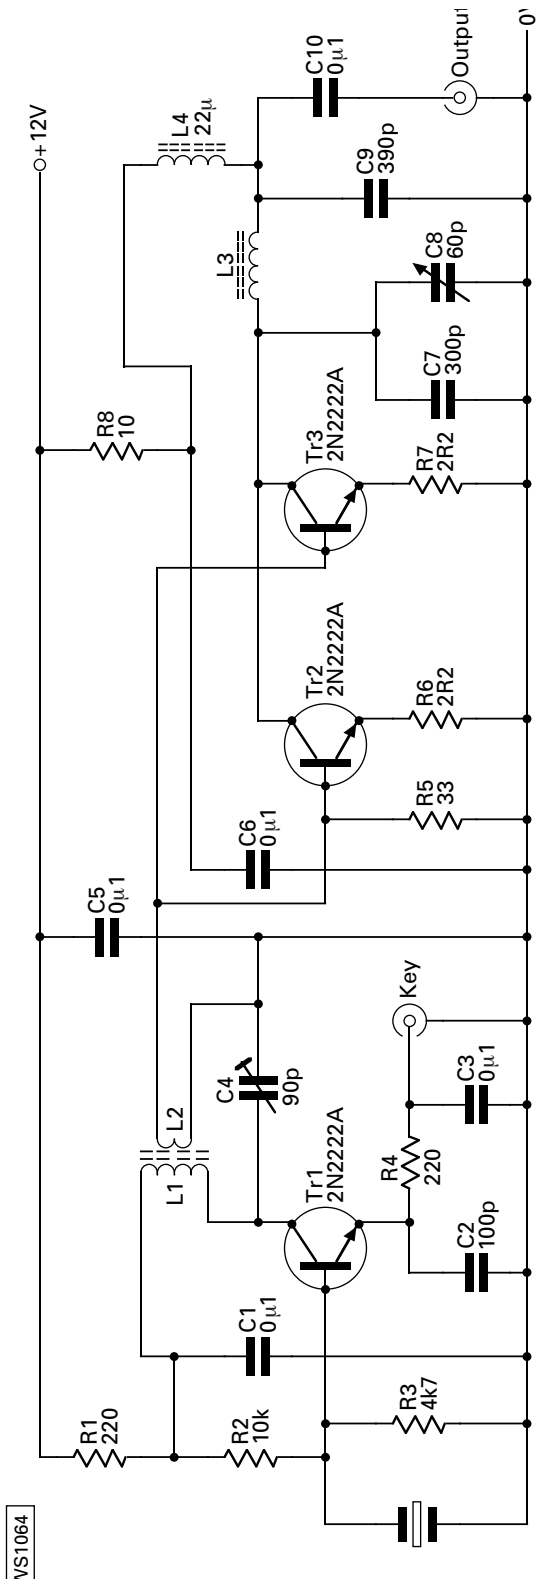 WS1064
+12V
R1
220
R2
10k
R3
4k7
C1
0μ1
L1
L2
Tr1
2N2222A
C2
100p
R4
220
C3
0μ1
Key
C4
90p
C5
0μ1
C6
0μ1
R5
33
Tr2
2N2222A
R6
2R2
Tr3
2N2222A
R7
2R2
R8
10
C7
300p
C8
60p
L3
L4
22μ
C9
390p
C10
0μ1
Output